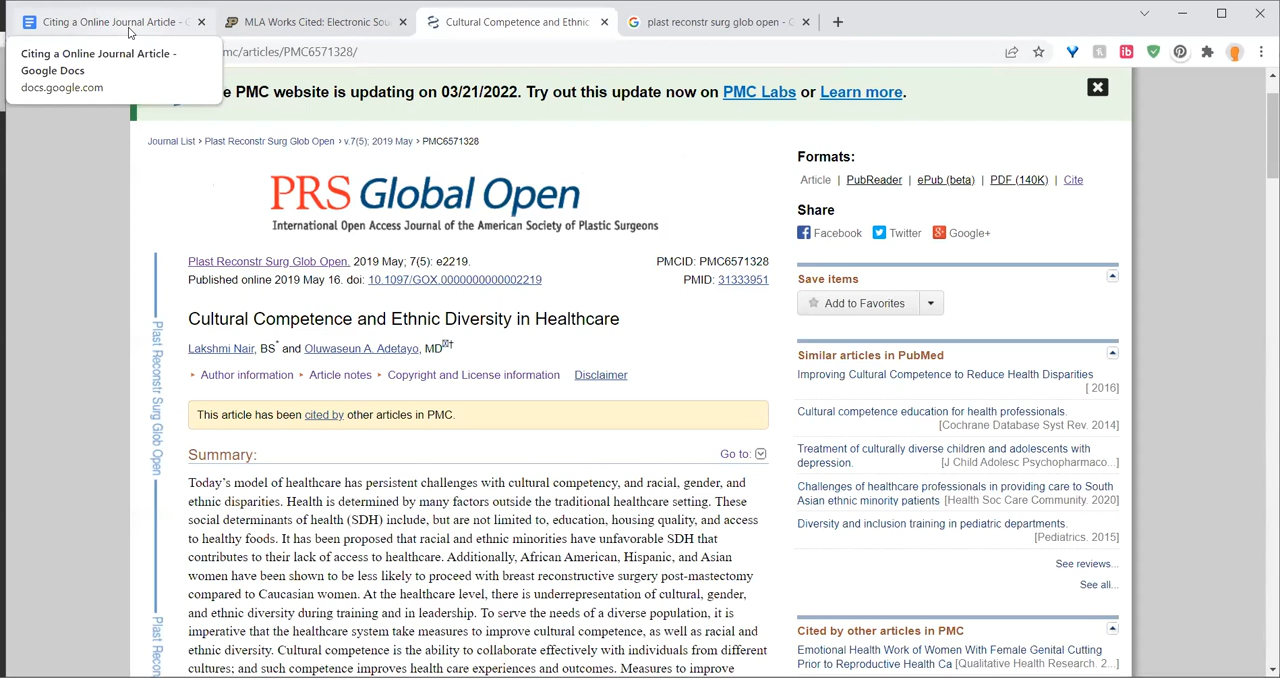 Citing a Online Journal Article - G
MLA Works Cited: Electronic Sou
Cultural Competence and Ethnic
plast reconstr surg glob open - G
Citing a Online Journal Article -
Google Docs
docs.google.com
mc/articles/PMC6571328/
e PMC website is updating on 03/21/2022. Try out this update now on PMC Labs or Learn more.
Journal List > Plast Reconstr Surg Glob Open > v.7(5); 2019 May > PMC6571328
PRS Global Open
International Open Access Journal of the American Society of Plastic Surgeons
Plast Reconstr Surg Glob Open. 2019 May; 7(5): e2219.
PMCID: PMC6571328
Published online 2019 May 16. doi: 10.1097/GOX.0000000000002219
PMID: 31333951
Cultural Competence and Ethnic Diversity in Healthcare
Lakshmi Nair, BS* and Oluwaseun A. Adetayo, MD✉†
Author information Article notes Copyright and License information Disclaimer
This article has been cited by other articles in PMC.
Summary:
Go to:
Today's model of healthcare has persistent challenges with cultural competency, and racial, gender, and
ethnic disparities. Health is determined by many factors outside the traditional healthcare setting. These
social determinants of health (SDH) include, but are not limited to, education, housing quality, and access
to healthy foods. It has been proposed that racial and ethnic minorities have unfavorable SDH that
contributes to their lack of access to healthcare. Additionally, African American, Hispanic, and Asian
women have been shown to be less likely to proceed with breast reconstructive surgery post-mastectomy
compared to Caucasian women. At the healthcare level, there is underrepresentation of cultural, gender,
and ethnic diversity during training and in leadership. To serve the needs of a diverse population, it is
imperative that the healthcare system take measures to improve cultural competence, as well as racial and
ethnic diversity. Cultural competence is the ability to collaborate effectively with individuals from different
cultures; and such competence improves health care experiences and outcomes. Measures to improve
Plast Reconstr Surg Glob Open
Plast Recons
Formats:
Article | PubReader | ePub (beta) | PDF (140K) | Cite
Share
Facebook Twitter Google+
Save items
Add to Favorites
Similar articles in PubMed
Improving Cultural Competence to Reduce Health Disparities
[ 2016]
Cultural competence education for health professionals.
[Cochrane Database Syst Rev. 2014]
Treatment of culturally diverse children and adolescents with
depression. [J Child Adolesc Psychopharmaco...]
Challenges of healthcare professionals in providing care to South
Asian ethnic minority patients [Health Soc Care Community. 2020]
Diversity and inclusion training in pediatric departments.
[Pediatrics. 2015]
See reviews...
See all...
Cited by other articles in PMC
Emotional Health Work of Women With Female Genital Cutting
Prior to Reproductive Health Ca [Qualitative Health Research. 2...]